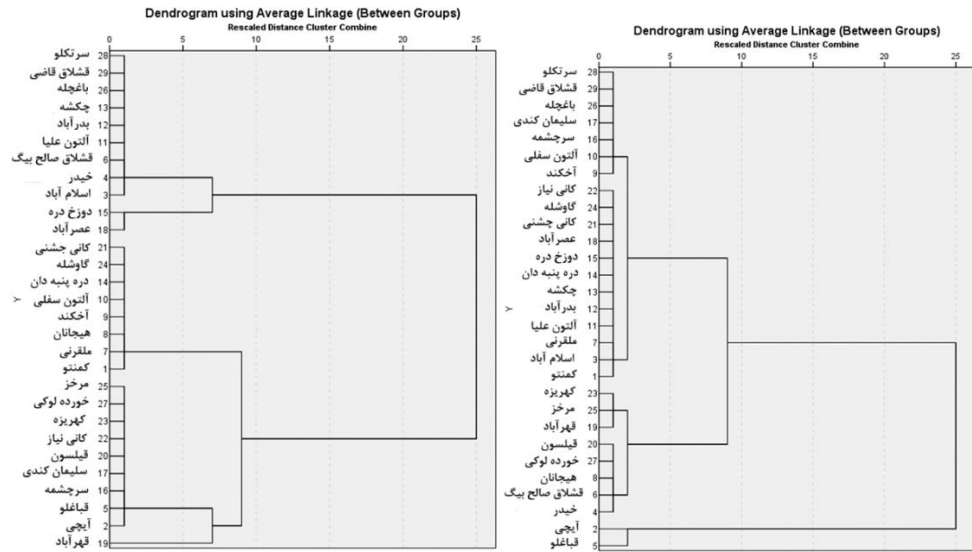 Dendrogram using Average Linkage (Between Groups)
Rescaled Distance Cluster Combine
0 5 10 15 20 25
سرتکلو 28
قشلاق قاضی 29
باغچله 26
چکشه 13
بدرآباد 12
آلتون علیا 11
قشلاق صالح بیگ 6
خیدر 4
اسلام آباد 3
دوزخ دره 15
عصرآباد 18
کانی جشنی 21
گاوشله 24
دره پنبه دان 14
آلتون سفلی 10
آخکند 9
هیجانان 8
ملقرنی 7
کمنتو 1
مرخز 25
خورده لوکی 27
کهریزه 23
کانی نیاز 22
قیلسون 20
سلیمان کندی 17
سرچشمه 16
قباغلو 5
آیچی 2
قهرآباد 19
Y
Dendrogram using Average Linkage (Between Groups)
Rescaled Distance Cluster Combine
0 5 10 15 20 25
سرتکلو 28
قشلاق قاضی 29
باغچله 26
سلیمان کندی 17
سرچشمه 16
آلتون سفلی 10
آخکند 9
کانی نیاز 22
گاوشله 24
کانی چشنی 21
عصرآباد 18
دوزخ دره 15
دره پنبه دان 14
چکشه 13
بدرآباد 12
آلتون علیا 11
ملقرنی 7
اسلام آباد 3
کمنتو 1
کهریزه 23
مرخز 25
قهرآباد 19
قیلسون 20
خورده لوکی 27
هیجانان 8
قشلاق صالح بیگ 6
خیدر 4
آیچی 2
قباغلو 5
Y